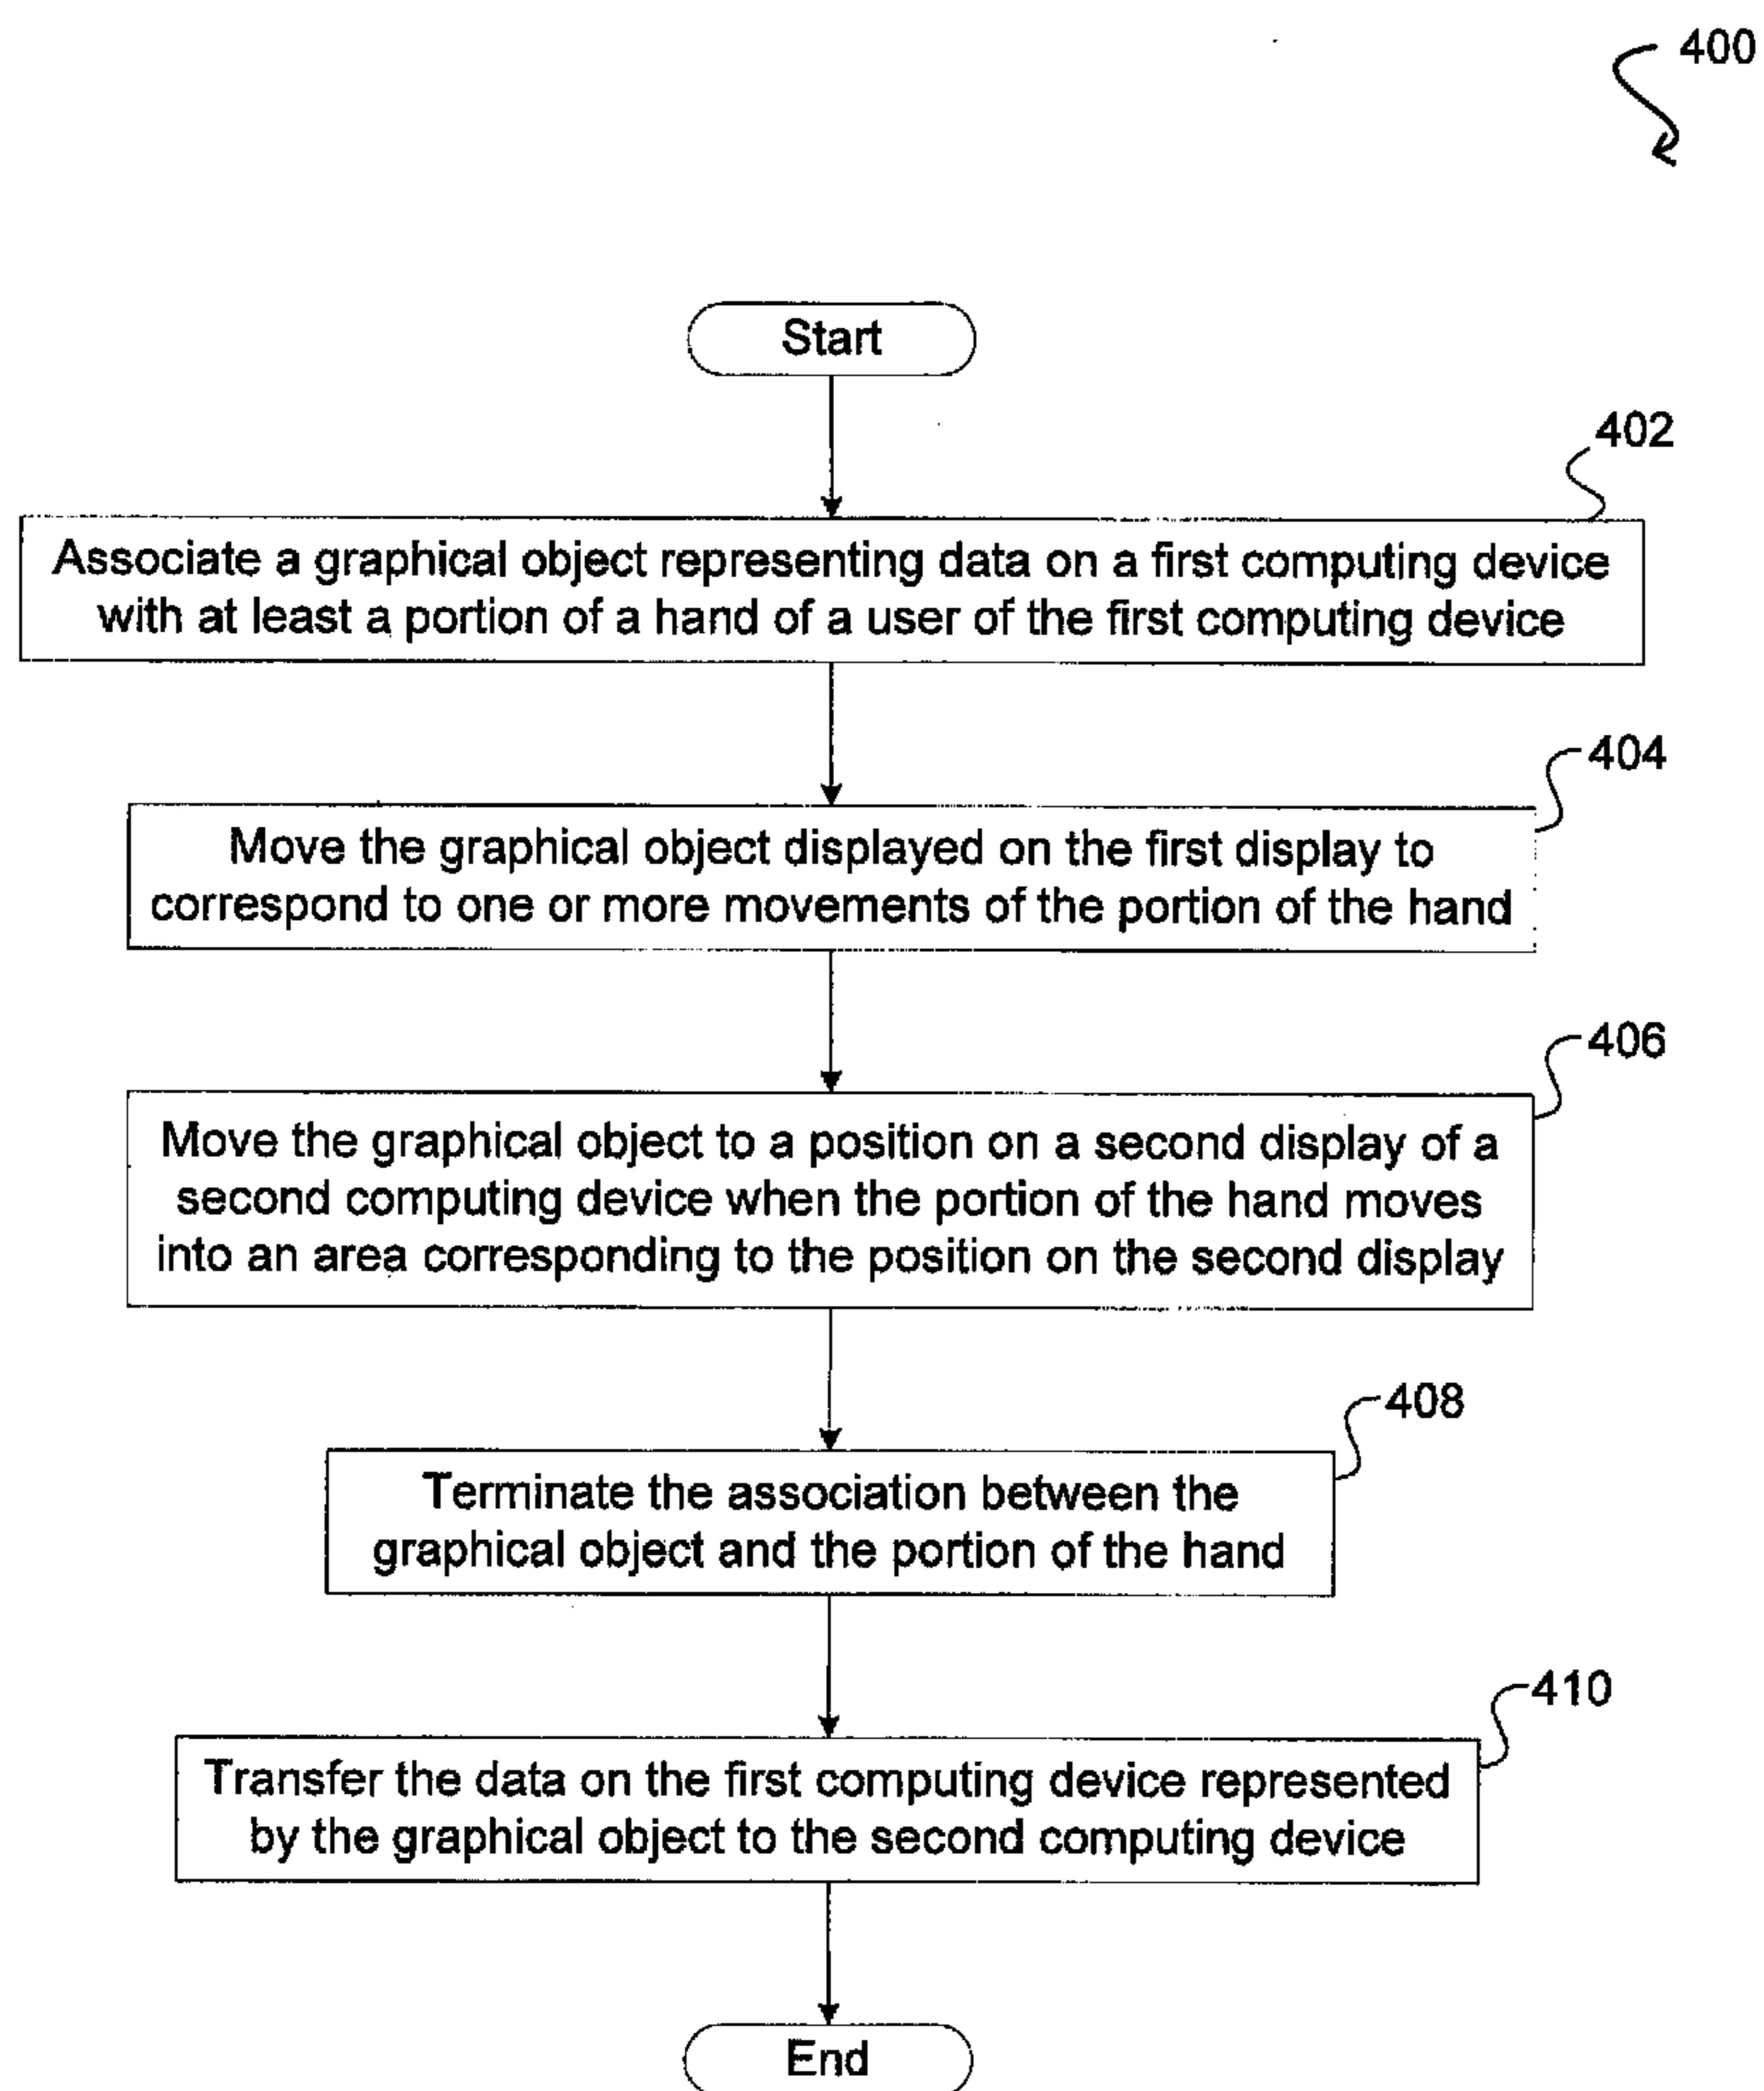 400
Start
402
Associate a graphical object representing data on a first computing device
with at least a portion of a hand of a user of the first computing device
404
Move the graphical object displayed on the first display to
correspond to one or more movements of the portion of the hand
406
Move the graphical object to a position on a second display of a
second computing device when the portion of the hand moves
into an area corresponding to the position on the second display
408
Terminate the association between the
graphical object and the portion of the hand
410
Transfer the data on the first computing device represented
by the graphical object to the second computing device
End